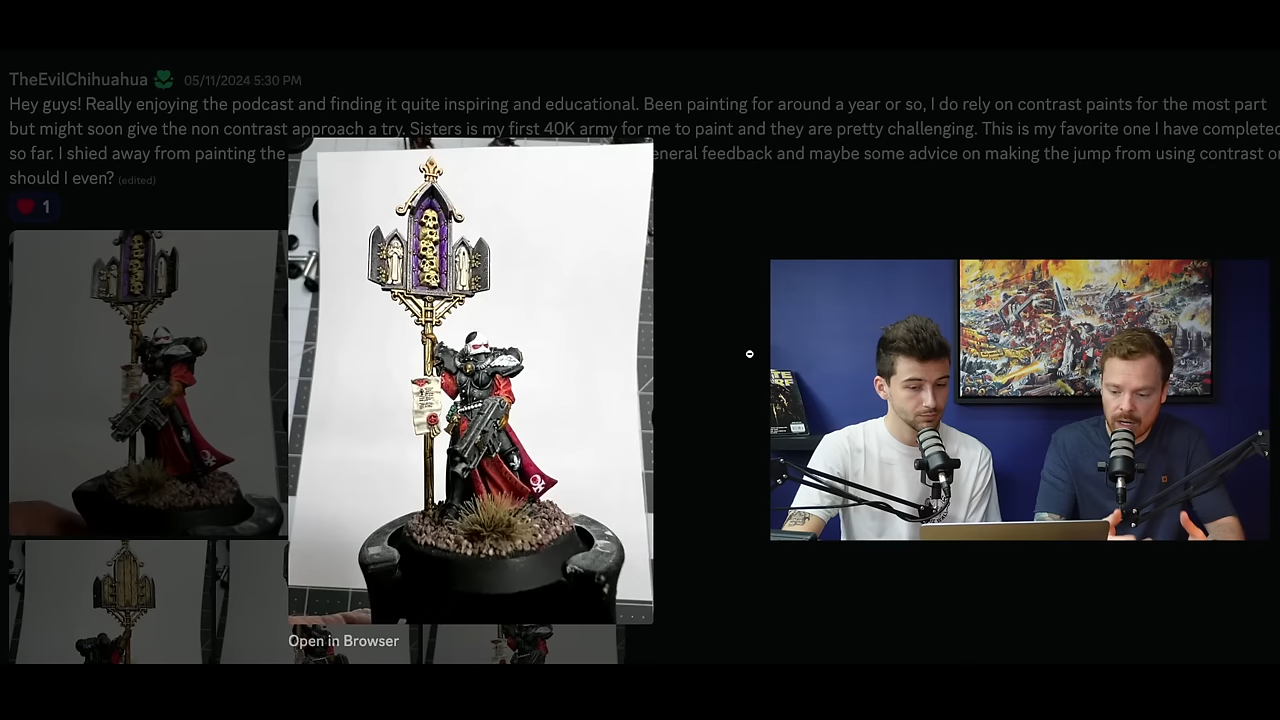 TheEvilChihuahua 05/11/2024 5:30 PM
Hey guys! Really enjoying the podcast and finding it quite inspiring and educational. Been painting for around a year or so, I do rely on contrast paints for the most part
but might soon give the non contrast approach a try. Sisters is my first 40K army for me to paint and they are pretty challenging. This is my favorite one I have completed
so far. I shied away from painting the eneral feedback and maybe some advice on making the jump from using contrast or
should I even? (edited)
1
Open in Browser